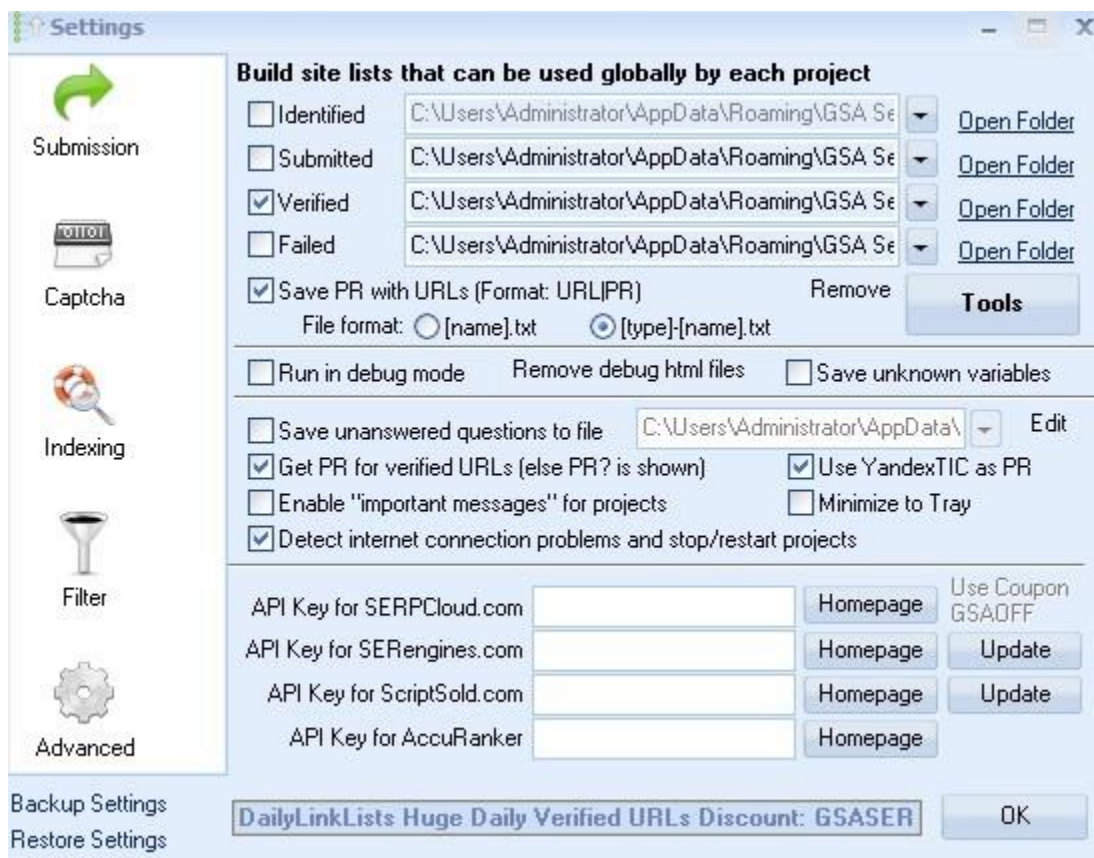 Settings
Submission
Captcha
Indexing
Filter
Advanced
Backup Settings
Restore Settings
Build site lists that can be used globally by each project
Identified C:\Users\Administrator\AppData\Roaming\GSA Se Open Folder
Submitted C:\Users\Administrator\AppData\Roaming\GSA Se Open Folder
Verified C:\Users\Administrator\AppData\Roaming\GSA Se Open Folder
Failed C:\Users\Administrator\AppData\Roaming\GSA Se Open Folder
Save PR with URLs (Format: URL|PR) Remove Tools
File format: [name].txt [type]-[name].txt
Run in debug mode Remove debug html files Save unknown variables
Save unanswered questions to file C:\Users\Administrator\AppData\ Edit
Get PR for verified URLs (else PR? is shown) Use YandexTIC as PR
Enable "important messages" for projects Minimize to Tray
Detect internet connection problems and stop/restart projects
API Key for SERPCloud.com Homepage Use Coupon
GSAOFF
API Key for SERengines.com Homepage Update
API Key for ScriptSold.com Homepage Update
API Key for AccuRanker Homepage
DailyLinkLists Huge Daily Verified URLs Discount: GSASER OK